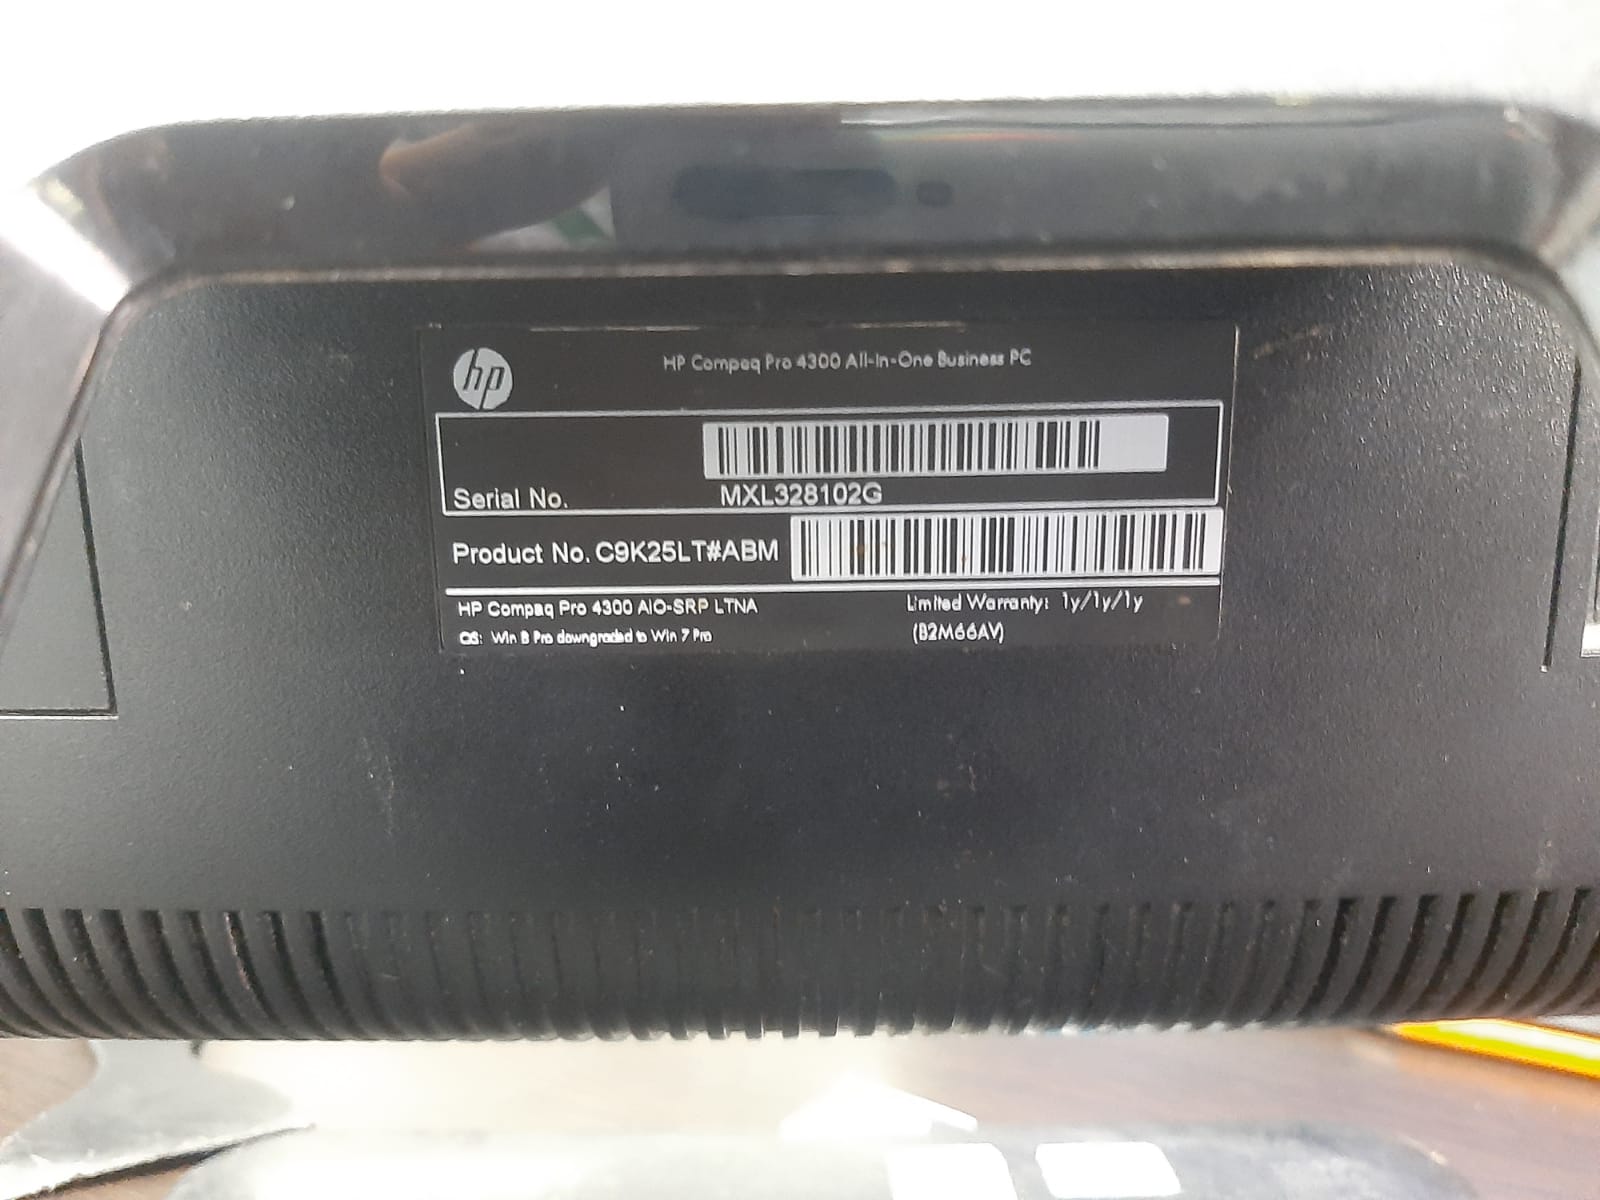 hp
HP Compaq Pro 4300 All-In-One Business PC
Serial No. MXL328102G
Product No. C9K25LT#ABM
HP Compaq Pro 4300 AIO-SRP LTNA
Limited Warranty: 1y/1y/1y
OS: Win 8 Pro downgraded to Win 7 Pro
(B2M66AV)